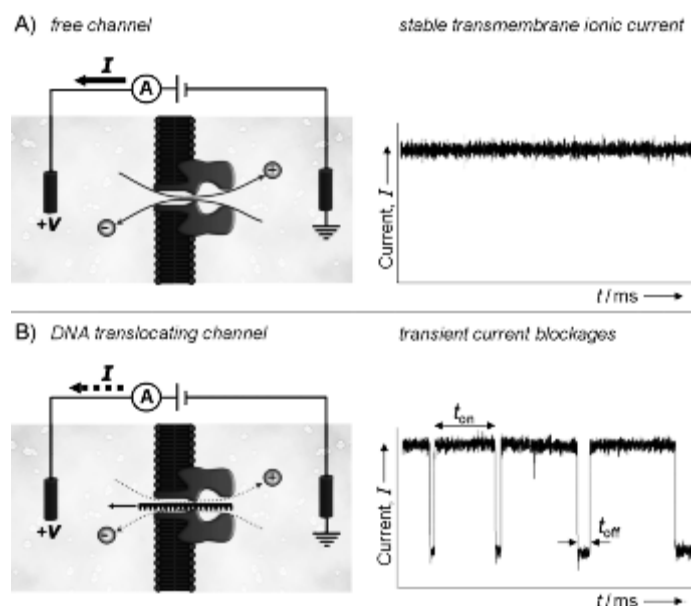 A) free channel
stable transmembrane ionic current
I
A
+
−
+V
Current, I
t / ms
B) DNA translocating channel
transient current blockages
I
A
+
−
+V
t_on
t_off
Current, I
t / ms